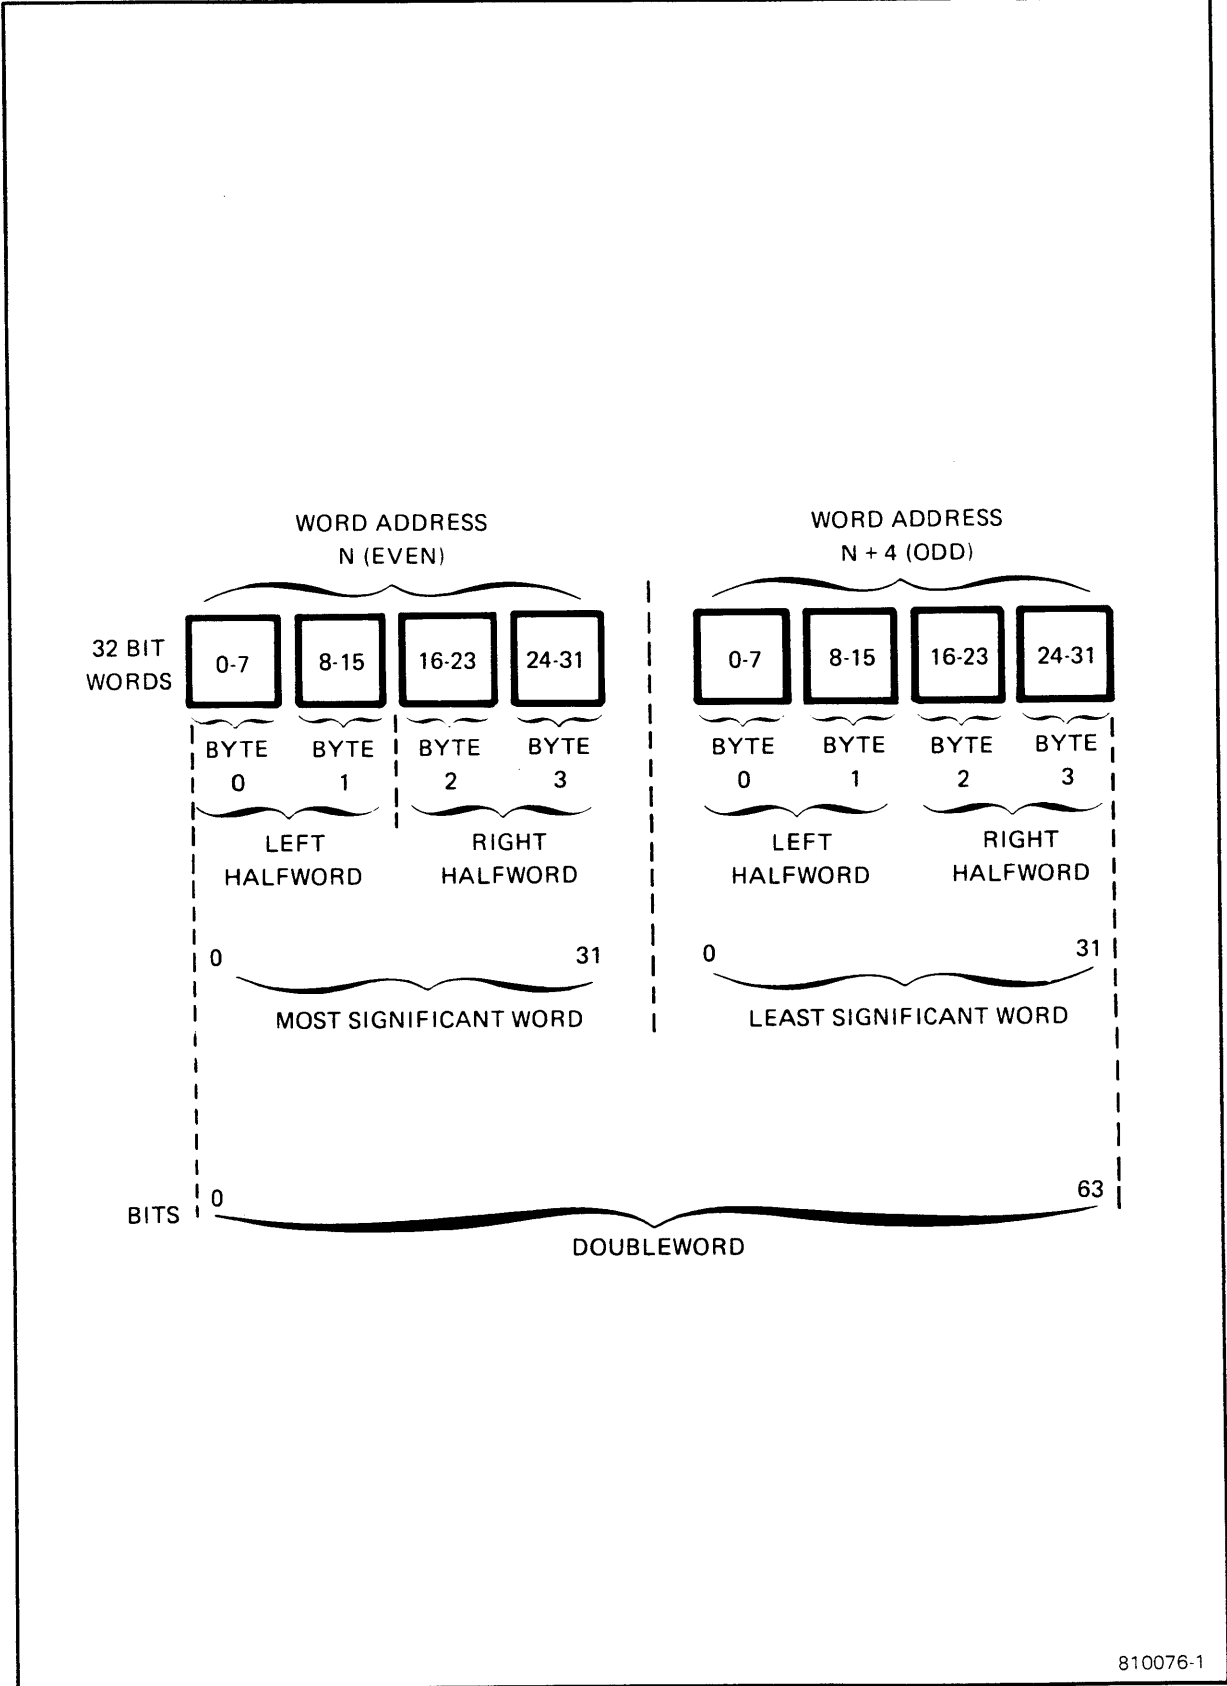 WORD ADDRESS
N (EVEN)
WORD ADDRESS
N + 4 (ODD)
32 BIT
WORDS
0-7 8-15 16-23 24-31 0-7 8-15 16-23 24-31
BYTE BYTE BYTE BYTE BYTE BYTE BYTE BYTE
0 1 2 3 0 1 2 3
LEFT
HALFWORD
RIGHT
HALFWORD
LEFT
HALFWORD
RIGHT
HALFWORD
0 31 0 31
MOST SIGNIFICANT WORD LEAST SIGNIFICANT WORD
BITS 0 63
DOUBLEWORD
810076-1